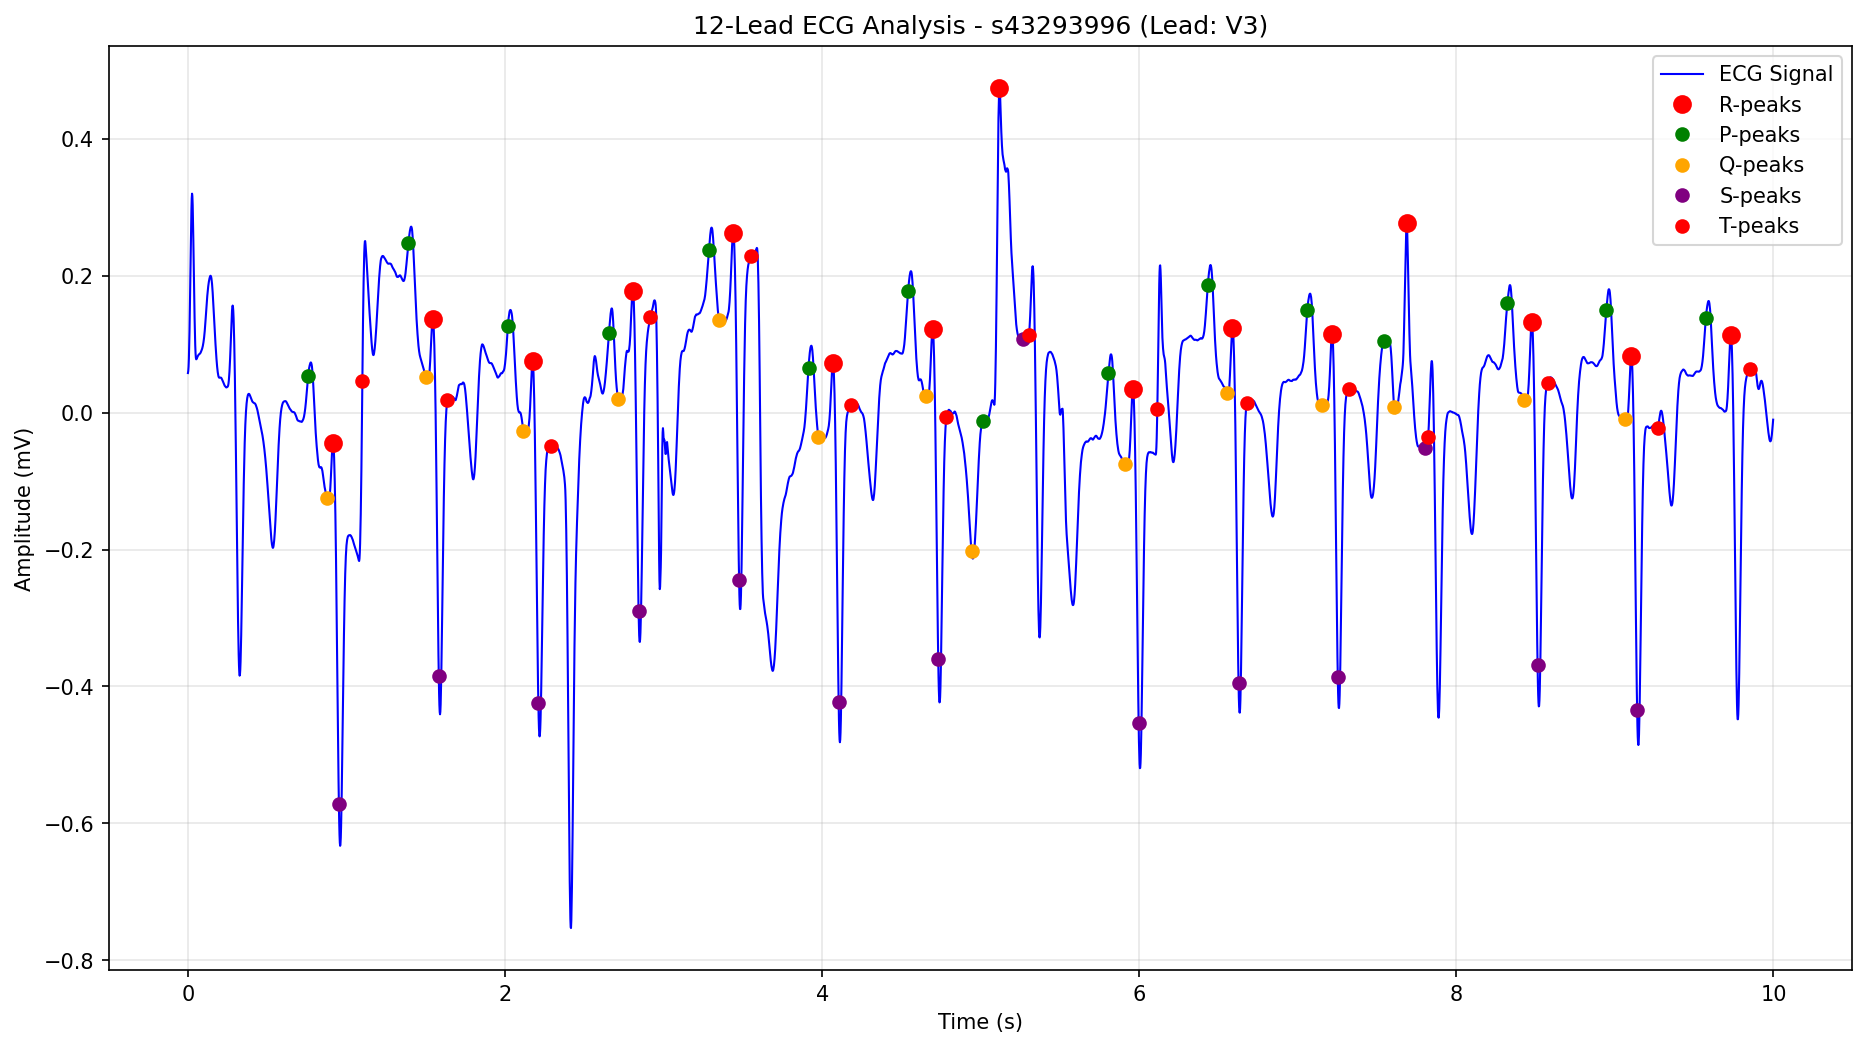 12-Lead ECG Analysis - s43293996 (Lead: V3)
ECG Signal
R-peaks
P-peaks
Q-peaks
S-peaks
T-peaks
0.4
0.2
0.0
−0.2
−0.4
−0.6
−0.8
Amplitude (mV)
0 2 4 6 8 10
Time (s)